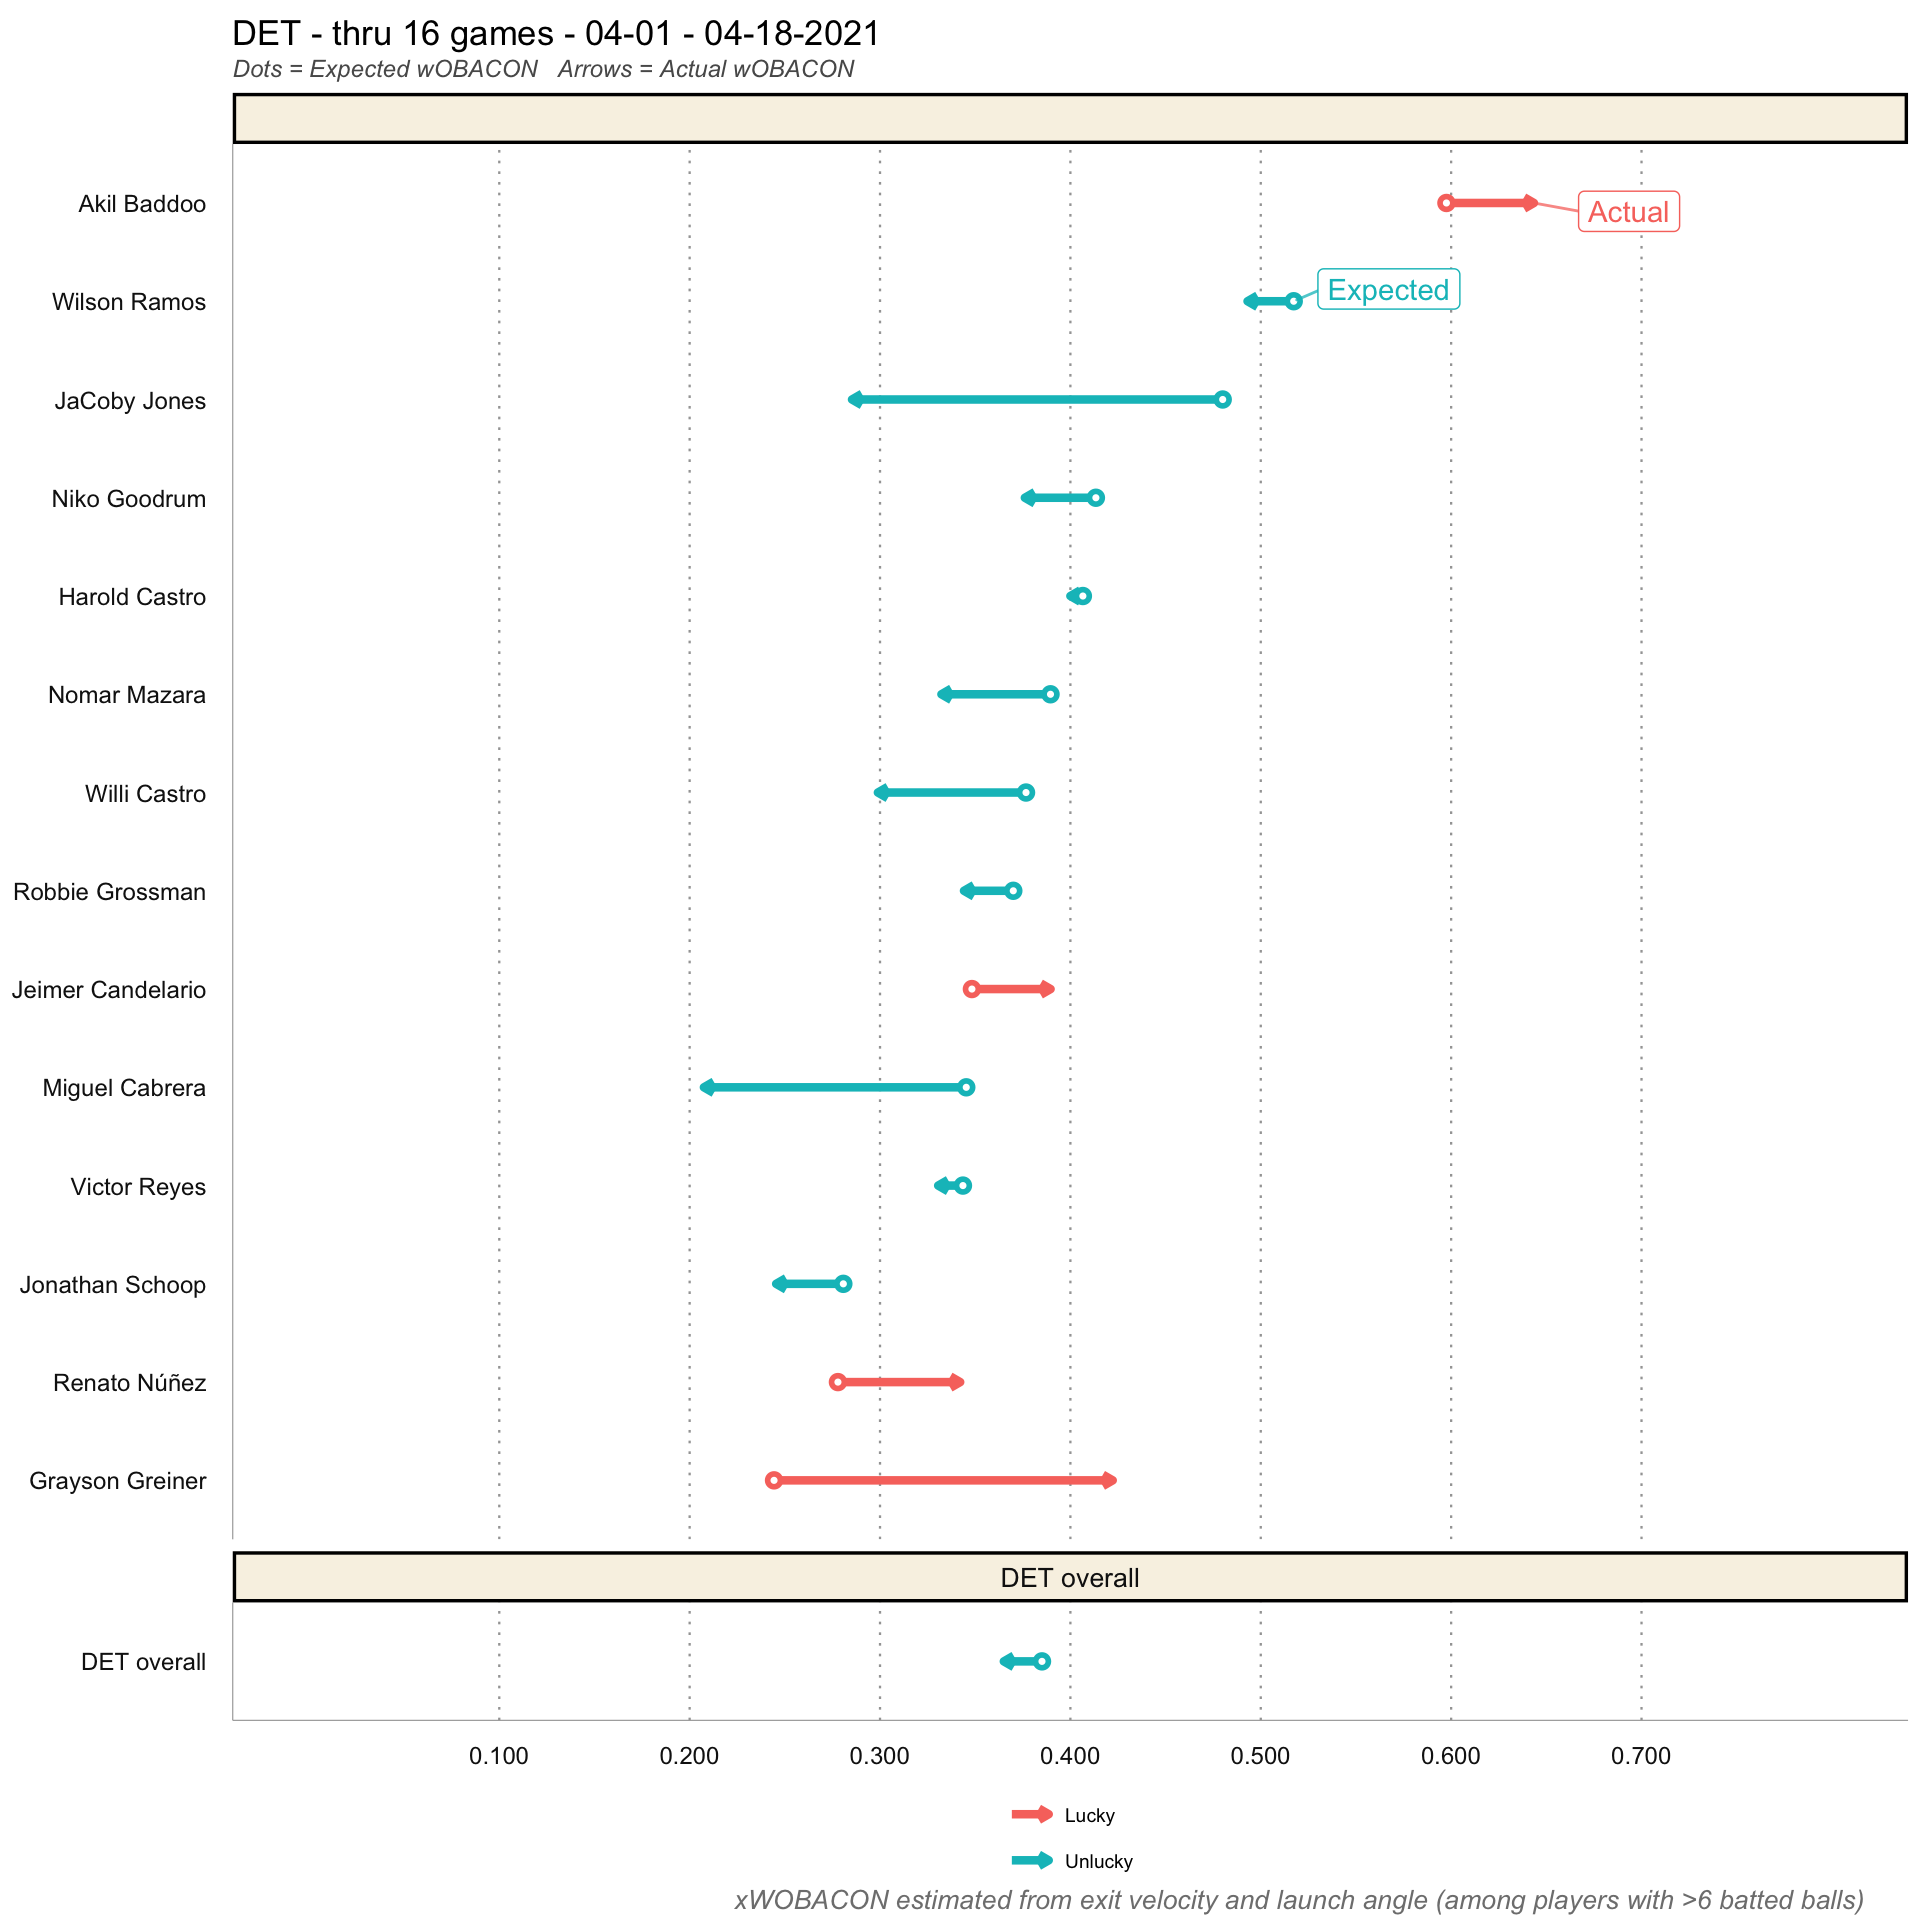 DET - thru 16 games - 04-01 - 04-18-2021
Dots = Expected wOBACON   Arrows = Actual wOBACON
Akil Baddoo
Actual
Wilson Ramos
Expected
JaCoby Jones
Niko Goodrum
Harold Castro
Nomar Mazara
Willi Castro
Robbie Grossman
Jeimer Candelario
Miguel Cabrera
Victor Reyes
Jonathan Schoop
Renato Núñez
Grayson Greiner
DET overall
DET overall
0.100 0.200 0.300 0.400 0.500 0.600 0.700
Lucky
Unlucky
xWOBACON estimated from exit velocity and launch angle (among players with >6 batted balls)